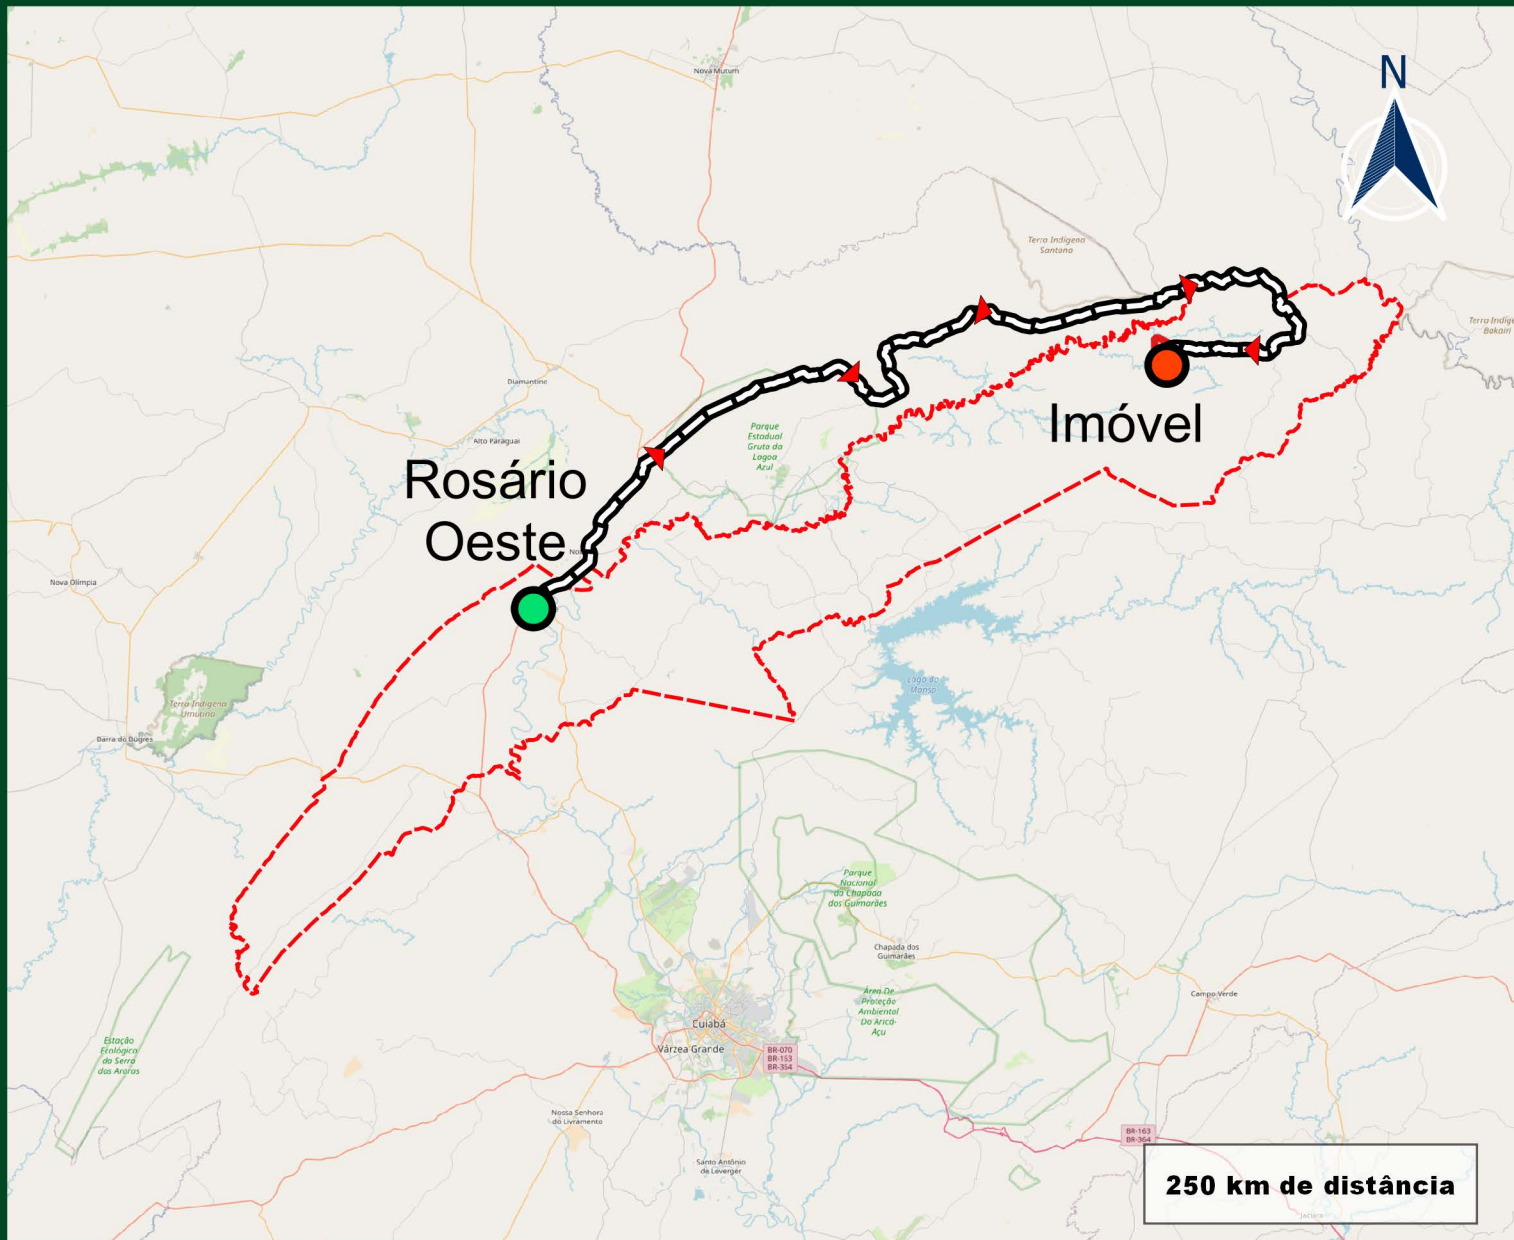 N
Nova Mutum
Terra Indígena
Santana
Terra Indíge
Bakairi
Diamantino
Imóvel
Alto Paraguai
Parque
Estadual
Gruta da
Lagoa
Azul
Rosário
Oeste
Nova Olímpia
Terra Indígena
Umutina
Lago do
Manso
Barra do Bugres
Parque
Nacional
da Chapada
dos Guimarães
Chapada dos
Guimarães
Campo Verde
Área De
Proteção
Ambiental
Do Aricá-
Açu
Cuiabá
Várzea Grande
Estação
Ecológica
da Serra
das Araras
BR-070
BR-153
BR-364
Nossa Senhora
do Livramento
BR-163
BR-364
Santo Antônio
de Leverger
250 km de distância
Jaciara